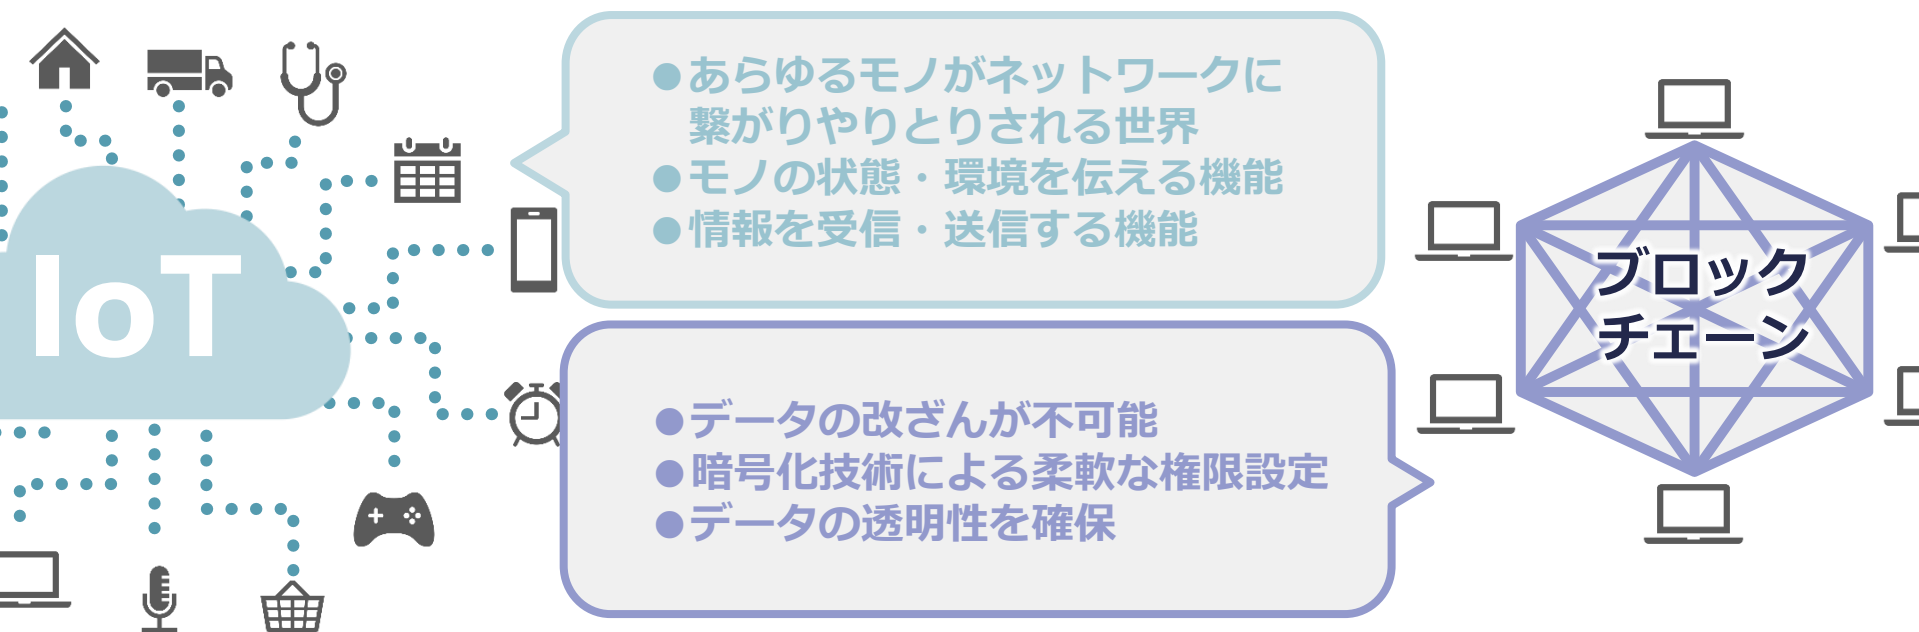 IoT
●あらゆるモノがネットワークに
繋がりやりとりされる世界
●モノの状態・環境を伝える機能
●情報を受信・送信する機能
●データの改ざんが不可能
●暗号化技術による柔軟な権限設定
●データの透明性を確保
ブロック
チェーン